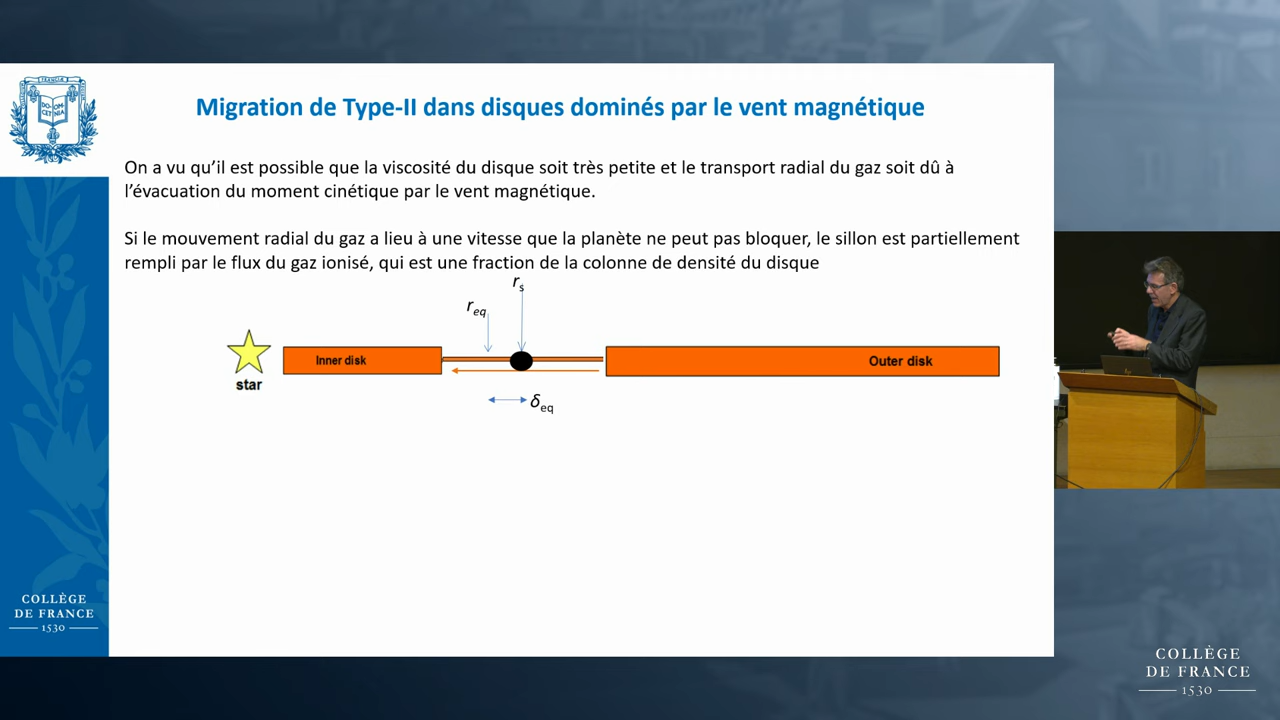 Migration de Type-II dans disques dominés par le vent magnétique
On a vu qu'il est possible que la viscosité du disque soit très petite et le transport radial du gaz soit dû à
l'évacuation du moment cinétique par le vent magnétique.
Si le mouvement radial du gaz a lieu à une vitesse que la planète ne peut pas bloquer, le sillon est partiellement
rempli par le flux du gaz ionisé, qui est une fraction de la colonne de densité du disque
rs
req
Inner disk
Outer disk
star
δeq
COLLÈGE
DE FRANCE
1530
COLLÈGE
DE FRANCE
1530